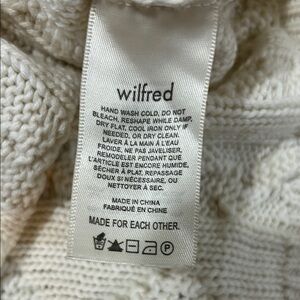 wilfred
HAND WASH COLD, DO NOT
BLEACH, RESHAPE WHILE DAMP,
DRY FLAT, COOL IRON ONLY IF
NEEDED, OR DRY CLEAN.
LAVER À LA MAIN À L'EAU
FROIDE, NE PAS JAVELISER,
REMODELER PENDANT QUE
L'ARTICLE EST ENCORE HUMIDE,
SÉCHER À PLAT, REPASSAGE
DOUX SI NÉCESSAIRE, OU
NETTOYER À SEC.
MADE IN CHINA
FABRIQUÉ EN CHINE
MADE FOR EACH OTHER.
P